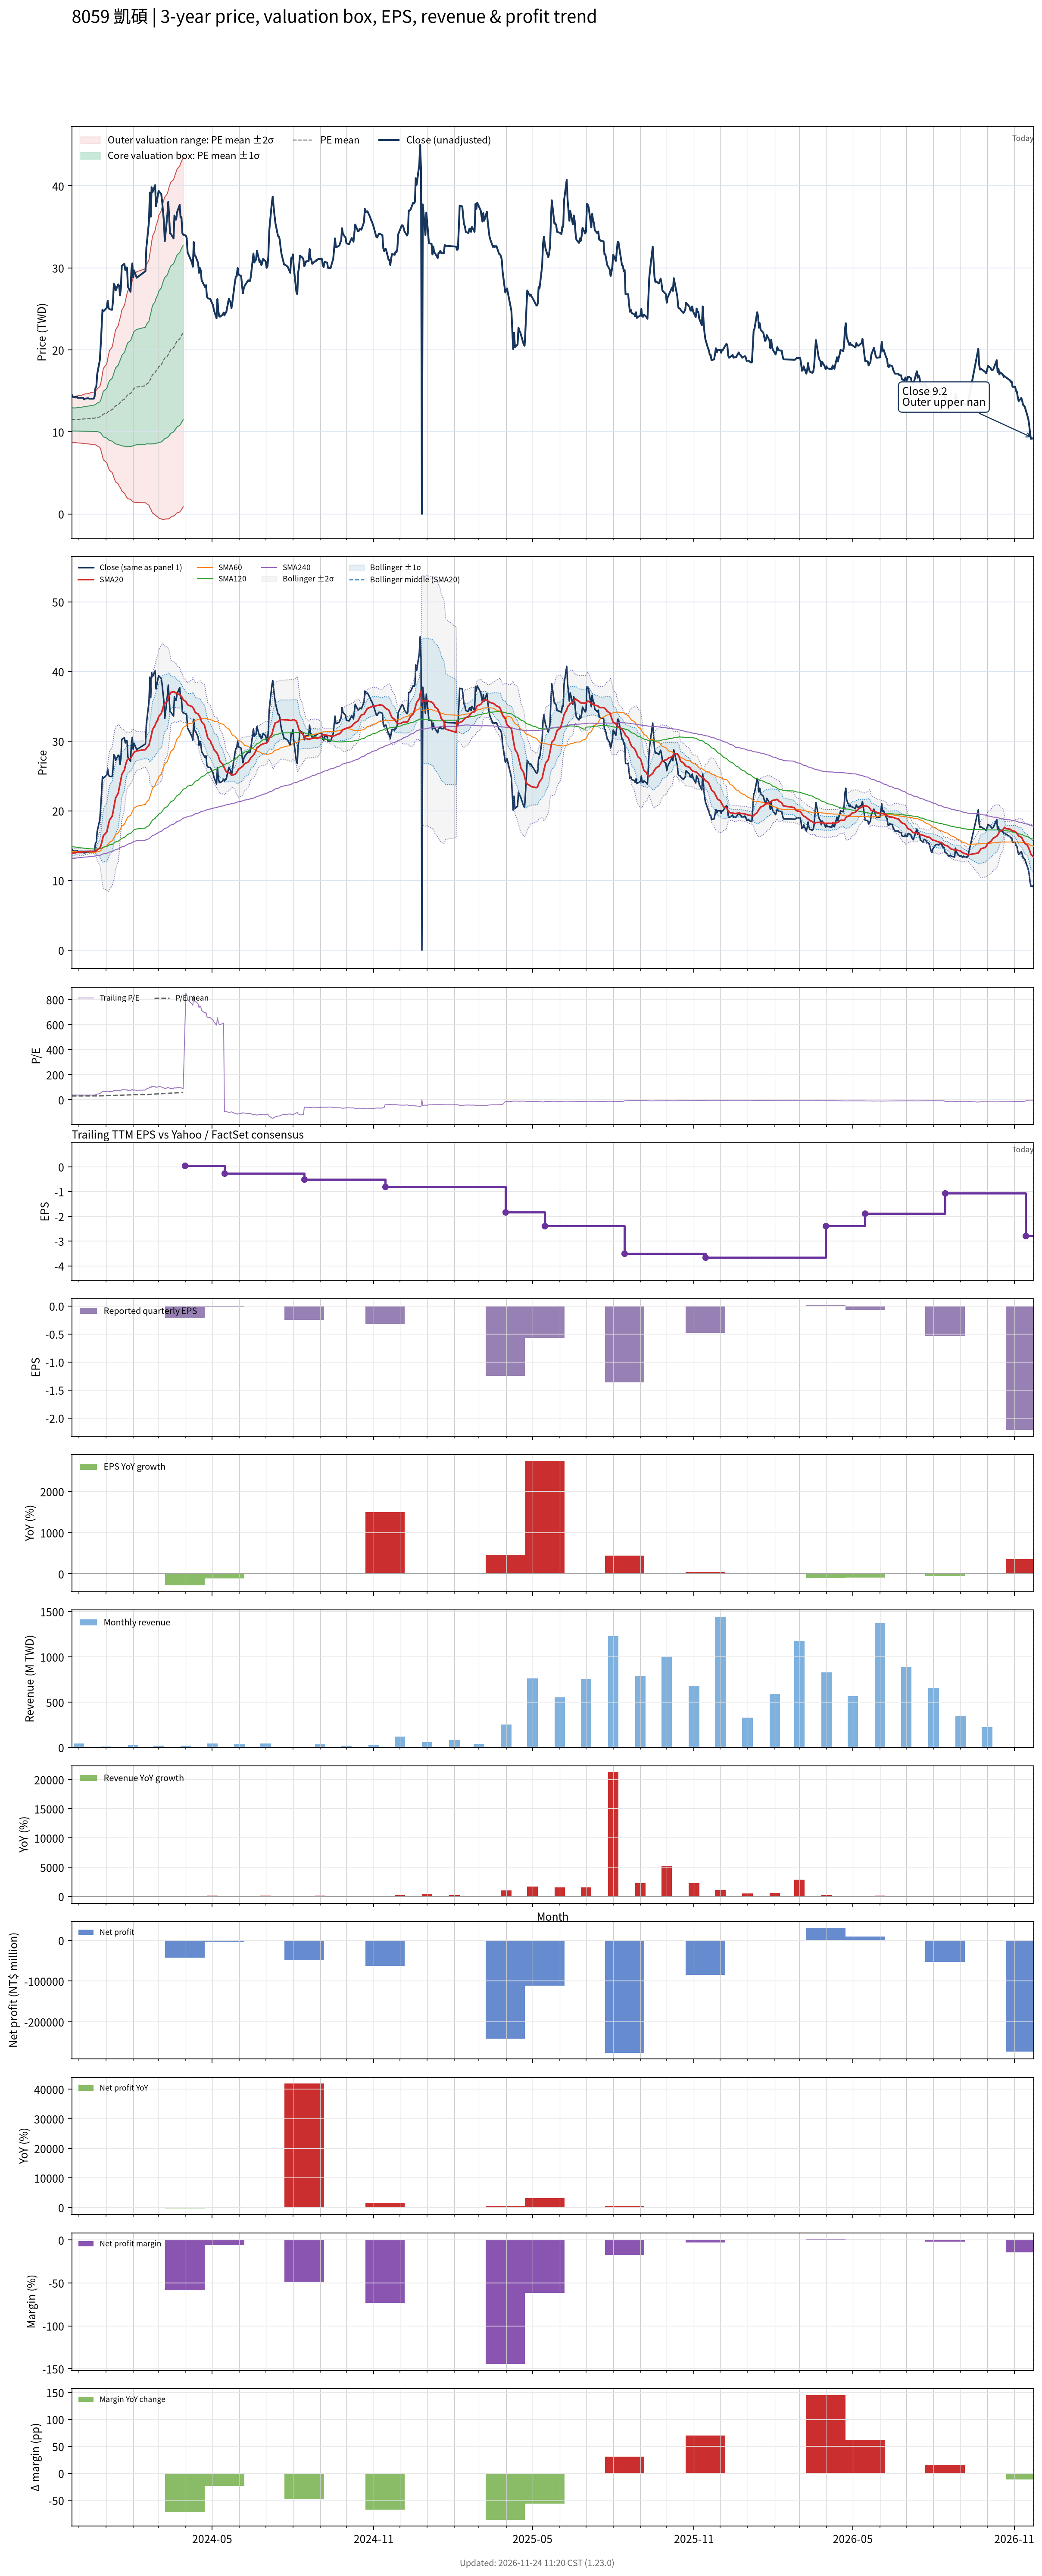 8059 凱碩 | 3-year price, valuation box, EPS, revenue & profit trend
Outer valuation range: PE mean ±2σ
PE mean
Close (unadjusted)
Core valuation box: PE mean ±1σ
Today
Price (TWD)
40
30
20
10
0
Close 9.2
Outer upper nan
Close (same as panel 1)
SMA20
SMA60
SMA120
SMA240
Bollinger ±2σ
Bollinger ±1σ
Bollinger middle (SMA20)
Price
50
40
30
20
10
0
Trailing P/E
P/E mean
P/E
800
600
400
200
0
Trailing TTM EPS vs Yahoo / FactSet consensus
Today
EPS
0
-1
-2
-3
-4
Reported quarterly EPS
EPS
0.0
-0.5
-1.0
-1.5
-2.0
EPS YoY growth
YoY (%)
2000
1000
0
Monthly revenue
Revenue (M TWD)
1500
1000
500
0
Revenue YoY growth
YoY (%)
20000
15000
10000
5000
0
Month
Net profit
Net profit (NT$ million)
0
-100000
-200000
Net profit YoY
YoY (%)
40000
30000
20000
10000
0
Net profit margin
Margin (%)
0
-50
-100
-150
Margin YoY change
Δ margin (pp)
150
100
50
0
-50
2024-05
2024-11
2025-05
2025-11
2026-05
2026-11
Updated: 2026-11-24 11:20 CST (1.23.0)